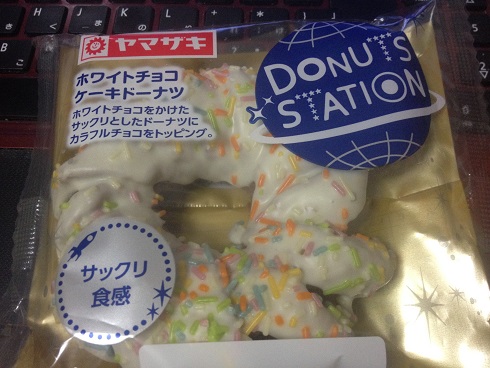 ヤマザキ
ホワイトチョコ
ケーキドーナツ
ホワイトチョコをかけた
サックリとしたドーナツに
カラフルチョコをトッピング。
DONUTS
STATION
サックリ
食感